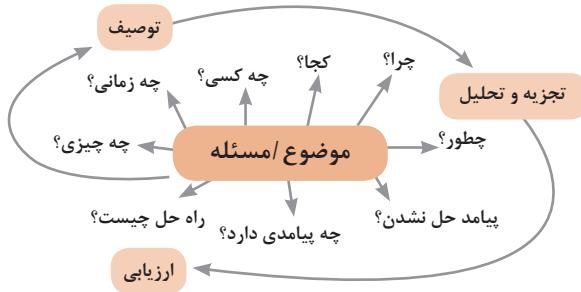 توصیف
چرا؟
کجا؟
چه کسی؟
چه زمانی؟
تجزیه و تحلیل
چطور؟
موضوع /مسئله
چه چیزی؟
پیامد حل نشدن؟
چه پیامدی دارد؟
راه حل چیست؟
ارزیابی